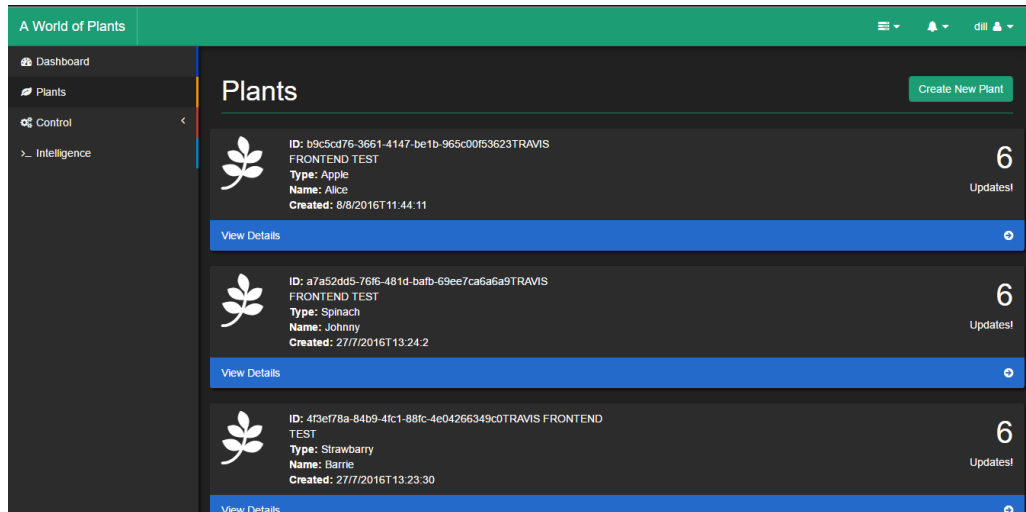 A World of Plants
dill
Dashboard
Plants
Control
Intelligence
Plants
Create New Plant
ID: b9c5cd76-3661-4147-be1b-965c00f53623TRAVIS
FRONTEND TEST
Type: Apple
Name: Alice
Created: 8/8/2016T11:44:11
6
Updates!
View Details
ID: a7a52dd5-76f6-481d-bafb-69ee7ca6a6a9TRAVIS
FRONTEND TEST
Type: Spinach
Name: Johnny
Created: 27/7/2016T13:24:2
6
Updates!
View Details
ID: 4f3ef78a-84b9-4fc1-88fc-4e04266349c0TRAVIS FRONTEND
TEST
Type: Strawbarry
Name: Barrie
Created: 27/7/2016T13:23:30
6
Updates!
View Details